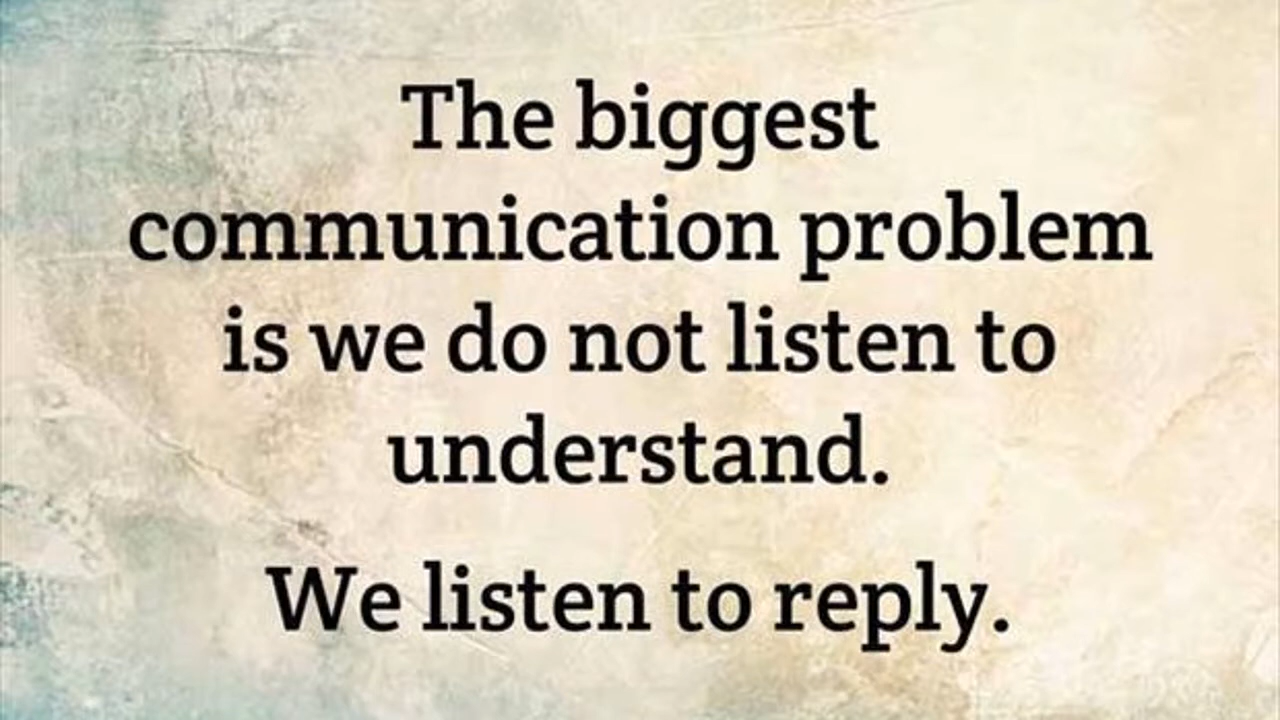 The biggest
communication problem
is we do not listen to
understand.
We listen to reply.